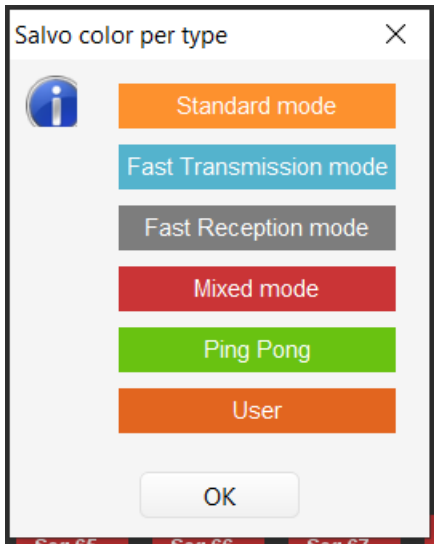 Salvo color per type
Standard mode
Fast Transmission mode
Fast Reception mode
Mixed mode
Ping Pong
User
OK